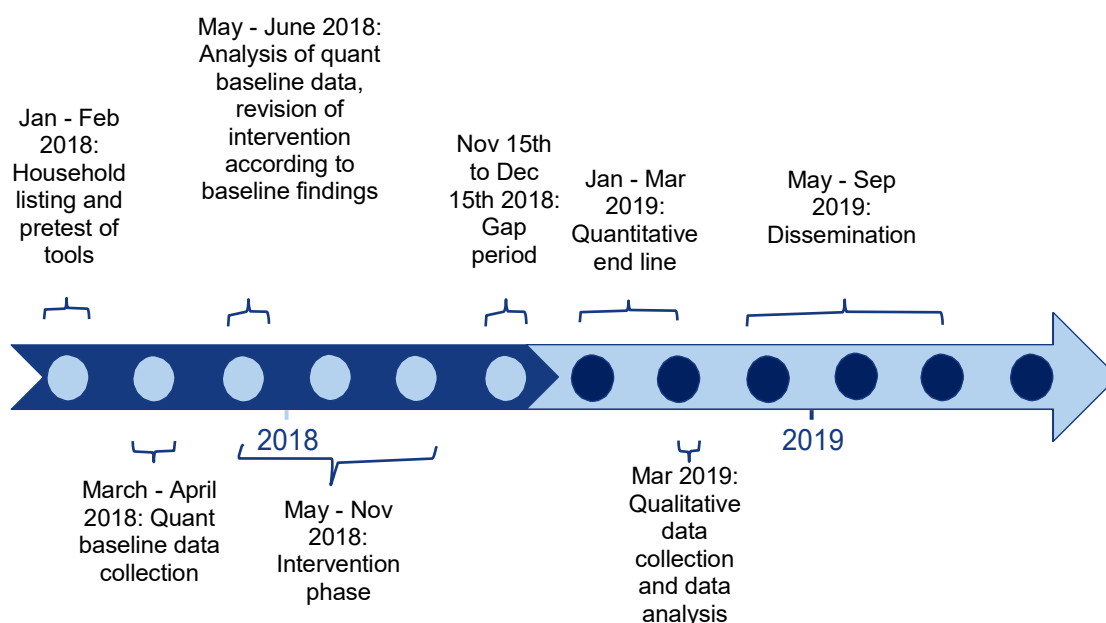 Jan - Feb
2018:
Household
listing and
pretest of
tools
May - June 2018:
Analysis of quant
baseline data,
revision of
intervention
according to
baseline findings
Nov 15th
to Dec
15th 2018:
Gap
period
Jan - Mar
2019:
Quantitative
end line
May - Sep
2019:
Dissemination
2018
2019
March - April
2018: Quant
baseline data
collection
May - Nov
2018:
Intervention
phase
Mar 2019:
Qualitative
data
collection
and data
analysis